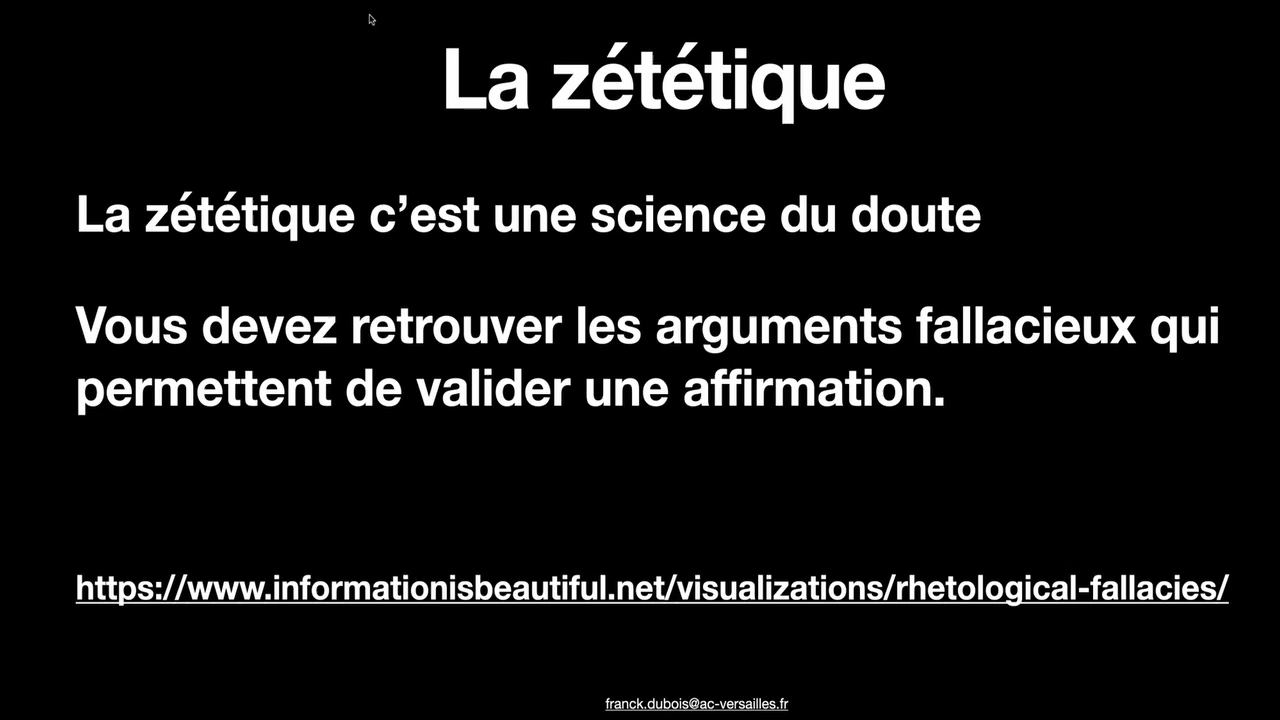 La zététique
La zététique c’est une science du doute
Vous devez retrouver les arguments fallacieux qui
permettent de valider une affirmation.
https://www.informationisbeautiful.net/visualizations/rhetological-fallacies/
franck.dubois@ac-versailles.fr